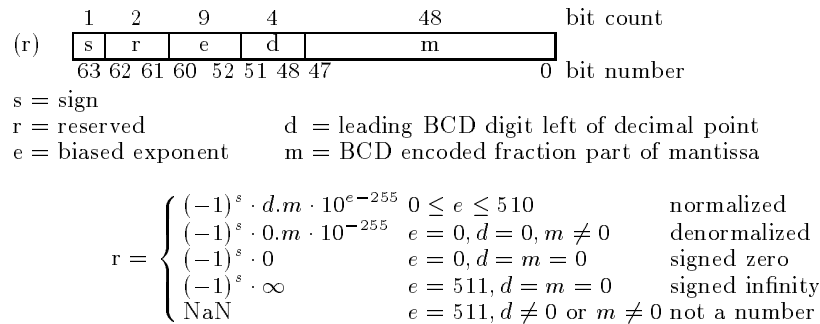 1 2 9 4 48 bit count
(r) s r e d m
63 62 61 60 52 51 48 47 0 bit number
s = sign
r = reserved d = leading BCD digit left of decimal point
e = biased exponent m = BCD encoded fraction part of mantissa
(−1)^s · d.m · 10^{e−255} 0 ≤ e ≤ 510 normalized
(−1)^s · 0.m · 10^{−255} e = 0, d = 0, m ≠ 0 denormalized
r = { (−1)^s · 0 e = 0, d = m = 0 signed zero
(−1)^s · ∞ e = 511, d = m = 0 signed infinity
NaN e = 511, d ≠ 0 or m ≠ 0 not a number